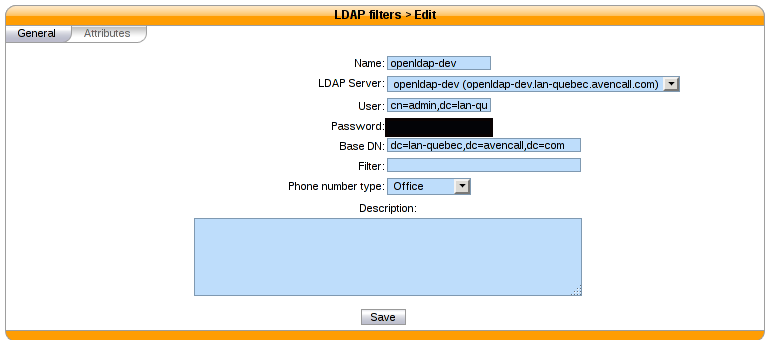 LDAP filters > Edit
General Attributes
Name: openldap-dev
LDAP Server: openldap-dev (openldap-dev.lan-quebec.avencall.com)
User: cn=admin,dc=lan-qu
Password:
Base DN: dc=lan-quebec,dc=avencall,dc=com
Filter:
Phone number type: Office
Description:
Save